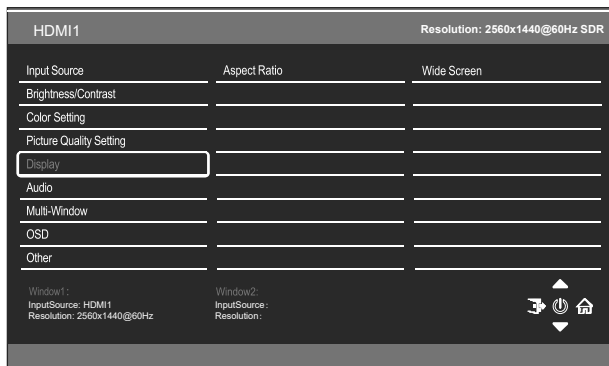 HDMI1 Resolution: 2560x1440@60Hz SDR
Input Source Aspect Ratio Wide Screen
Brightness/Contrast
Color Setting
Picture Quality Setting
Display
Audio
Multi-Window
OSD
Other
Window1: Window2:
InputSource: HDMI1 InputSource:
Resolution: 2560x1440@60Hz Resolution: